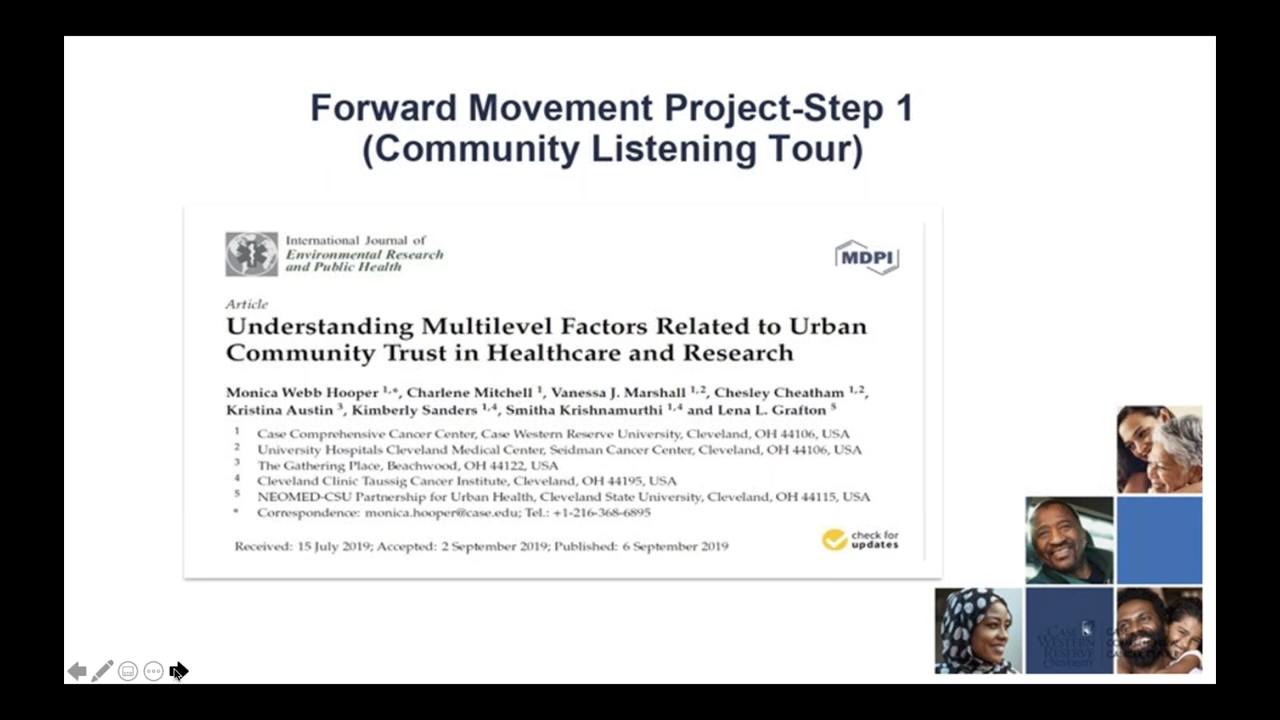 Forward Movement Project-Step 1
(Community Listening Tour)
International Journal of
Environmental Research
and Public Health
MDPI
Article
Understanding Multilevel Factors Related to Urban
Community Trust in Healthcare and Research
Monica Webb Hooper 1,*, Charlene Mitchell 1, Vanessa J. Marshall 1,2, Chesley Cheatham 1,2,
Kristina Austin 3, Kimberly Sanders 1,4, Smitha Krishnamurthi 1,4 and Lena L. Grafton 5
1 Case Comprehensive Cancer Center, Case Western Reserve University, Cleveland, OH 44106, USA
2 University Hospitals Cleveland Medical Center, Seidman Cancer Center, Cleveland, OH 44106, USA
3 The Gathering Place, Beachwood, OH 44122, USA
4 Cleveland Clinic Taussig Cancer Institute, Cleveland, OH 44195, USA
5 NEOMED-CSU Partnership for Urban Health, Cleveland State University, Cleveland, OH 44115, USA
* Correspondence: monica.hooper@case.edu; Tel.: +1-216-368-6895
Received: 15 July 2019; Accepted: 2 September 2019; Published: 6 September 2019
check for
updates
CASE
WESTERN
RESERVE
UNIVERSITY